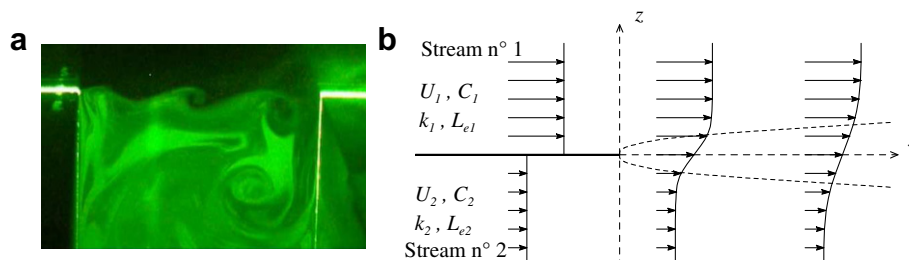 a
b
z
Stream n° 1
U1 , C1
k1 , Le1
U2 , C2
k2 , Le2
Stream n° 2